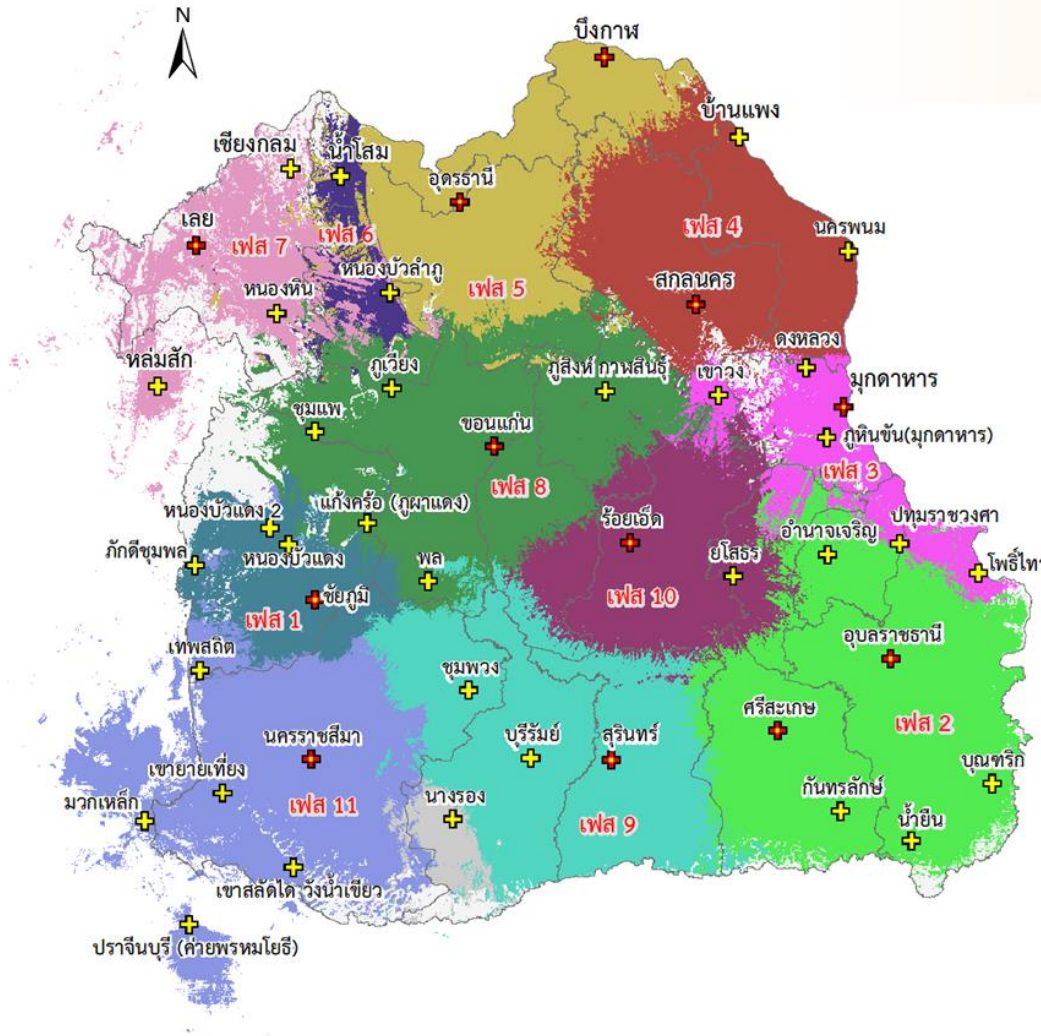 N
บึงกาฬ
บ้านแพง
เชียงกลม
น้ำโสม
อุดรธานี
เลย
เฟส 7
เฟส 6
เฟส 4
นครพนม
หนองบัวลำภู
เฟส 5
สกลนคร
หนองหิน
ดงหลวง
หล่มสัก
ภูเวียง
ภูสิงห์ กาฬสินธุ์
เขาวง
มุกดาหาร
ชุมแพ
ขอนแก่น
ภูหินขัน(มุกดาหาร)
เฟส 3
เฟส 8
แก้งคร้อ (ภูผาแดง)
หนองบัวแดง 2
ร้อยเอ็ด
อำนาจเจริญ
ปทุมราชวงศา
ภักดีชุมพล
หนองบัวแดง
พล
ยโสธร
โพธิ์ไทร
ชัยภูมิ
เฟส 10
เฟส 1
เทพสถิต
ชุมพวง
อุบลราชธานี
ศรีสะเกษ
เฟส 2
นครราชสีมา
บุรีรัมย์
สุรินทร์
เขายายเที่ยง
บุณฑริก
มวกเหล็ก
เฟส 11
นางรอง
เฟส 9
กันทรลักษ์
น้ำยืน
เขาสลัดได วังน้ำเขียว
ปราจีนบุรี (ค่ายพรหมโยธี)